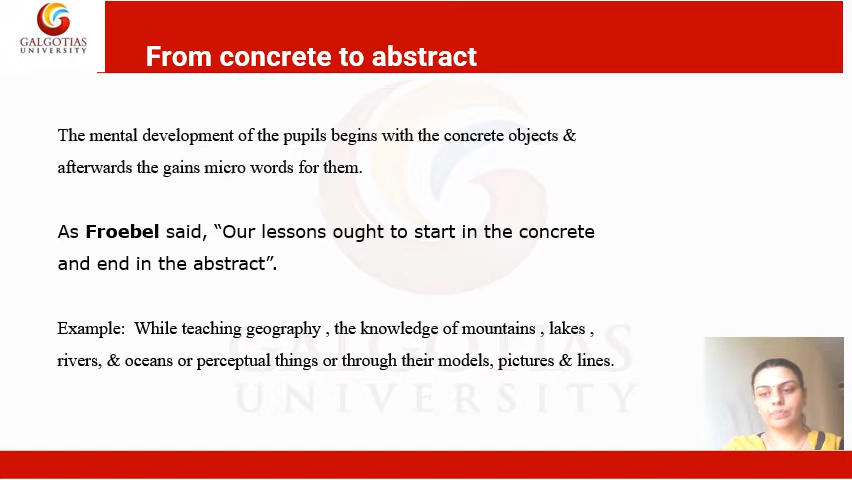 GALGOTIAS
UNIVERSITY
From concrete to abstract
The mental development of the pupils begins with the concrete objects &
afterwards the gains micro words for them.
As Froebel said, “Our lessons ought to start in the concrete
and end in the abstract”.
Example:  While teaching geography , the knowledge of mountains , lakes ,
rivers, & oceans or perceptual things or through their models, pictures & lines.
GALGOTIAS
UNIVERSITY